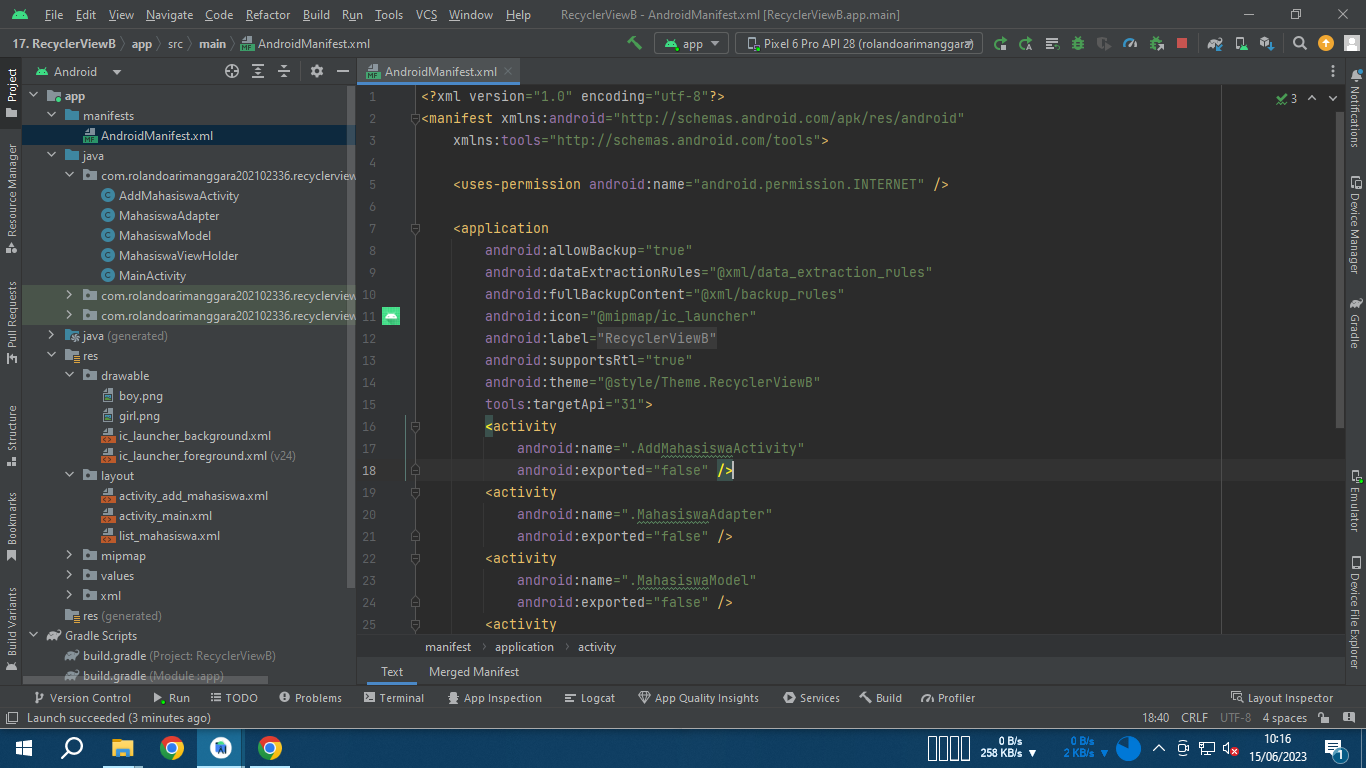 File Edit View Navigate Code Refactor Build Run Tools VCS Window Help RecyclerViewB - AndroidManifest.xml [RecyclerViewB.app.main]
17. RecyclerViewB app src main AndroidManifest.xml app Pixel 6 Pro API 28 (rolandoarimanggara)
Android
AndroidManifest.xml
Project
Resource Manager
Pull Requests
Structure
Bookmarks
Build Variants
app
manifests
AndroidManifest.xml
java
com.rolandoarimanggara202102336.recyclerview
AddMahasiswaActivity
MahasiswaAdapter
MahasiswaModel
MahasiswaViewHolder
MainActivity
com.rolandoarimanggara202102336.recyclerview
com.rolandoarimanggara202102336.recyclerview
java (generated)
res
drawable
boy.png
girl.png
ic_launcher_background.xml
ic_launcher_foreground.xml (v24)
layout
activity_add_mahasiswa.xml
activity_main.xml
list_mahasiswa.xml
mipmap
values
xml
res (generated)
Gradle Scripts
build.gradle (Project: RecyclerViewB)
build.gradle (Module :app)
3
1 <?xml version="1.0" encoding="utf-8"?>
2 <manifest xmlns:android="http://schemas.android.com/apk/res/android"
3 xmlns:tools="http://schemas.android.com/tools">
4
5 <uses-permission android:name="android.permission.INTERNET" />
6
7 <application
8 android:allowBackup="true"
9 android:dataExtractionRules="@xml/data_extraction_rules"
10 android:fullBackupContent="@xml/backup_rules"
11 android:icon="@mipmap/ic_launcher"
12 android:label="RecyclerViewB"
13 android:supportsRtl="true"
14 android:theme="@style/Theme.RecyclerViewB"
15 tools:targetApi="31">
16 <activity
17 android:name=".AddMahasiswaActivity"
18 android:exported="false" />
19 <activity
20 android:name=".MahasiswaAdapter"
21 android:exported="false" />
22 <activity
23 android:name=".MahasiswaModel"
24 android:exported="false" />
25 <activity
Notifications
Device Manager
Gradle
Emulator
Device File Explorer
manifest application activity
Text Merged Manifest
Version Control Run TODO Problems Terminal App Inspection Logcat App Quality Insights Services Build Profiler Layout Inspector
Launch succeeded (3 minutes ago) 18:40 CRLF UTF-8 4 spaces
0 B/s
258 KB/s
0 B/s
2 KB/s
10:16
15/06/2023
1